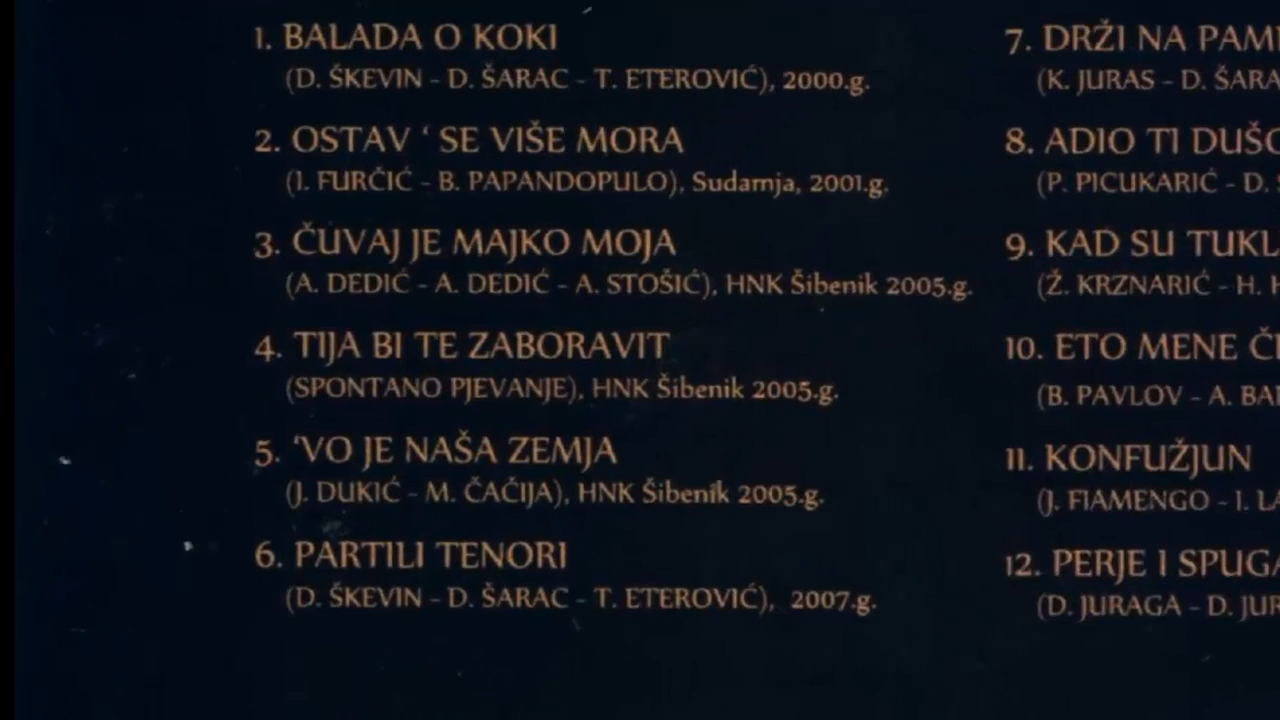 1. BALADA O KOKI
(D. ŠKEVIN - D. ŠARAC - T. ETEROVIĆ), 2000.g.
2. OSTAV ‘ SE VIŠE MORA
(I. FURČIĆ - B. PAPANDOPULO), Sudamja, 2001.g.
3. ČUVAJ JE MAJKO MOJA
(A. DEDIĆ - A. DEDIĆ - A. STOŠIĆ), HNK Šibenik 2005.g.
4. TIJA BI TE ZABORAVIT
(SPONTANO PJEVANJE), HNK Šibenik 2005.g.
5. ‘VO JE NAŠA ZEMJA
(J. DUKIĆ - M. ČAČIJA), HNK Šibenik 2005.g.
6. PARTILI TENORI
(D. ŠKEVIN - D. ŠARAC - T. ETEROVIĆ), 2007.g.
7. DRŽI NA
(K. JURAS - D.
8. ADIO TI
(P. PICUKARIĆ - D.
9. KAD SU
(Ž. KRZNARIĆ - H.
10. ETO MENE
(B. PAVLOV - A.
11. KONFUŽJUN
(J. FIAMENGO - I.
12. PERJE I
(D. JURAGA - D.